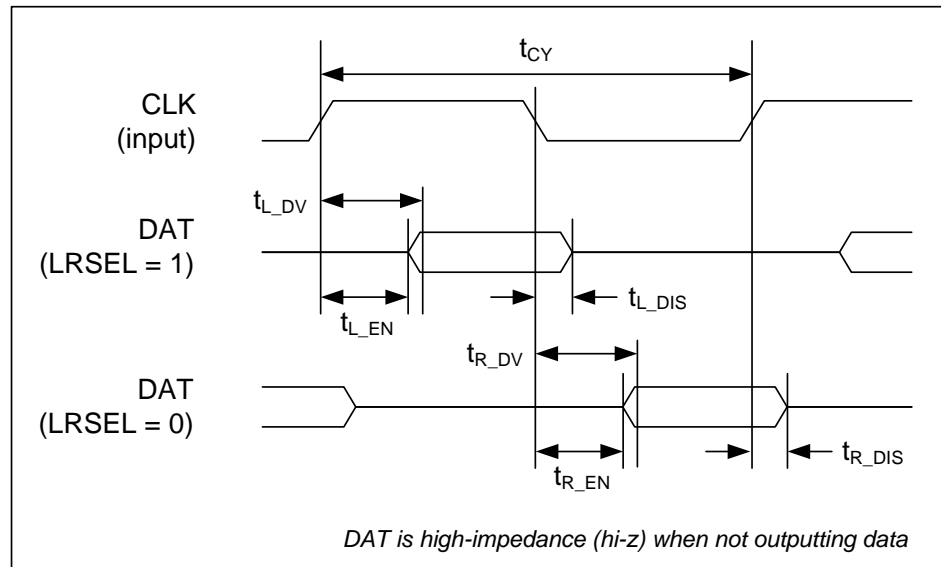 tCY
CLK
(input)
tL_DV
DAT
(LRSEL = 1)
tL_DIS
tL_EN
tR_DV
DAT
(LRSEL = 0)
tR_DIS
tR_EN
DAT is high-impedance (hi-z) when not outputting data